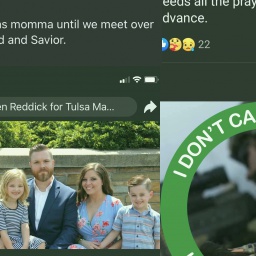 as momma until we meet over
d and Savior.
eeds all the pray
dvance.
22
en Reddick for Tulsa Ma...
I DON'T CA